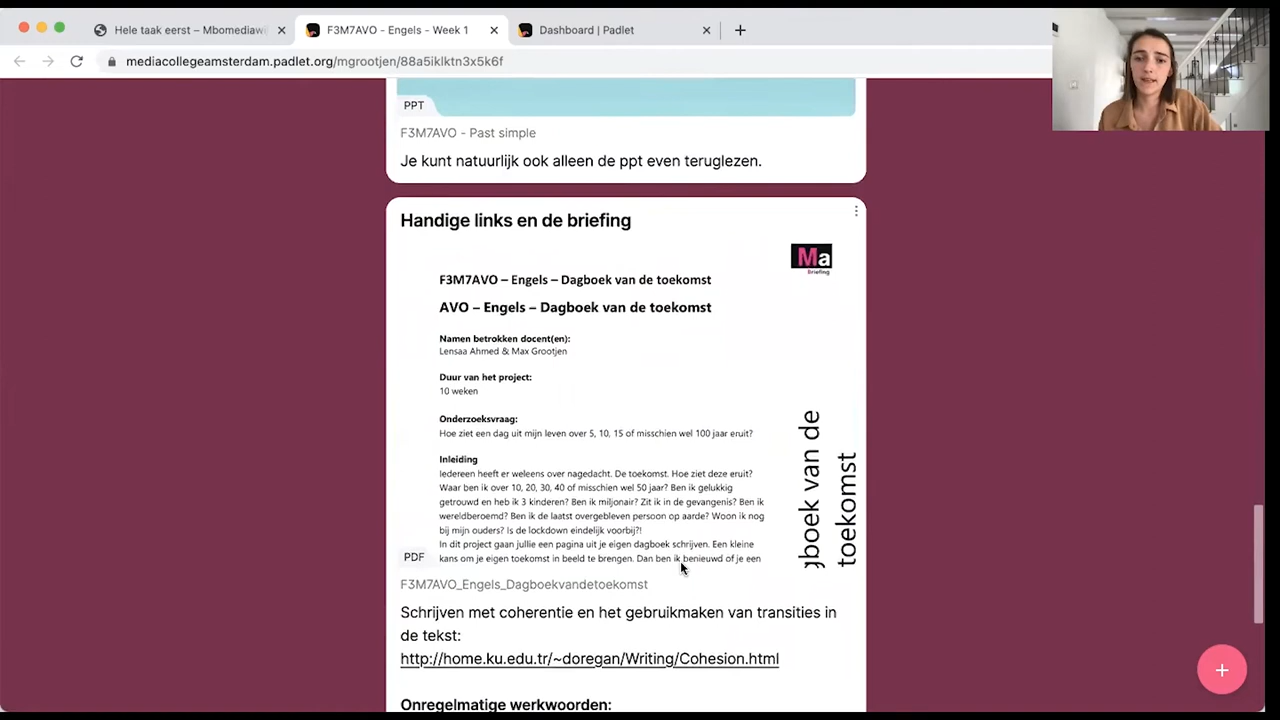 Hele taak eerst – Mbomediawi
F3M7AVO - Engels - Week 1
Dashboard | Padlet
mediacollegeamsterdam.padlet.org/mgrootjen/88a5iklktn3x5k6f
PPT
F3M7AVO - Past simple
Je kunt natuurlijk ook alleen de ppt even teruglezen.
Handige links en de briefing
Ma
Briefing
F3M7AVO – Engels – Dagboek van de toekomst
AVO – Engels – Dagboek van de toekomst
Namen betrokken docent(en):
Lensaa Ahmed & Max Grootjen
Duur van het project:
10 weken
Onderzoeksvraag:
Hoe ziet een dag uit mijn leven over 5, 10, 15 of misschien wel 100 jaar eruit?
Inleiding
Iedereen heeft er weleens over nagedacht. De toekomst. Hoe ziet deze eruit?
Waar ben ik over 10, 20, 30, 40 of misschien wel 50 jaar? Ben ik gelukkig
getrouwd en heb ik 3 kinderen? Ben ik miljonair? Zit ik in de gevangenis? Ben ik
wereldberoemd? Ben ik de laatst overgebleven persoon op aarde? Woon ik nog
bij mijn ouders? Is de lockdown eindelijk voorbij?!
In dit project gaan jullie een pagina uit je eigen dagboek schrijven. Een kleine
kans om je eigen toekomst in beeld te brengen. Dan ben ik benieuwd of je een
gboek van de
toekomst
PDF
F3M7AVO_Engels_Dagboekvandetoekomst
Schrijven met coherentie en het gebruikmaken van transities in
de tekst:
http://home.ku.edu.tr/~doregan/Writing/Cohesion.html
Onregelmatige werkwoorden: